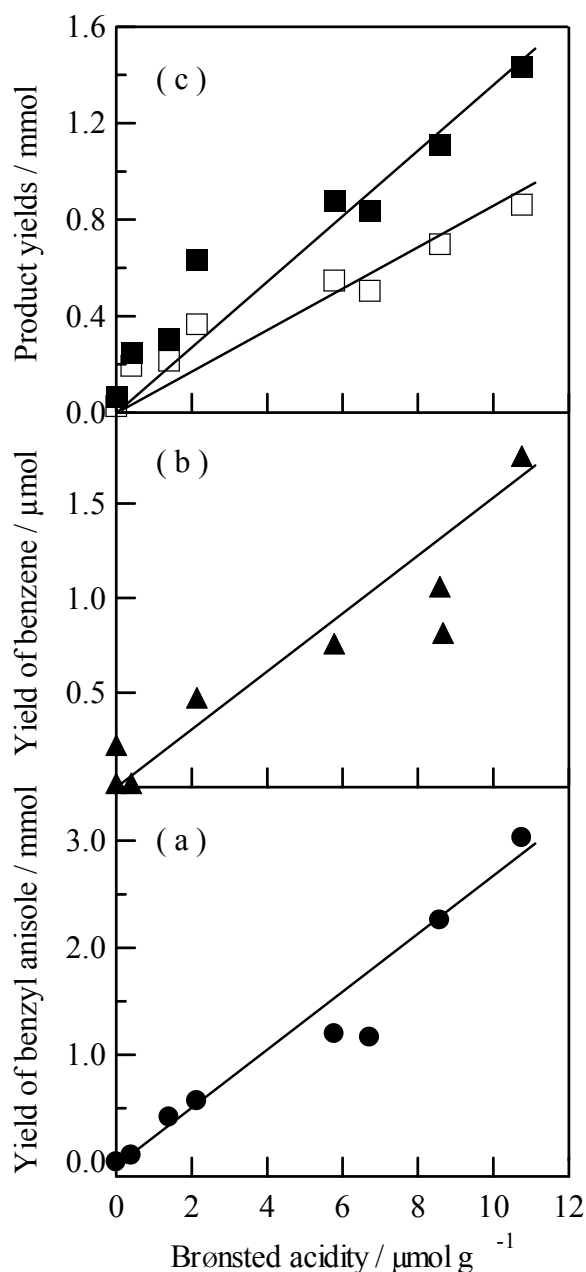 1.6
( c )
1.2
0.8
0.4
0.0
Product yields / mmol
( b )
1.5
1.0
0.5
Yield of benzene / μmol
( a )
3.0
2.0
1.0
0.0
Yield of benzyl anisole / mmol
0 2 4 6 8 10 12
Brønsted acidity / μmol g -1